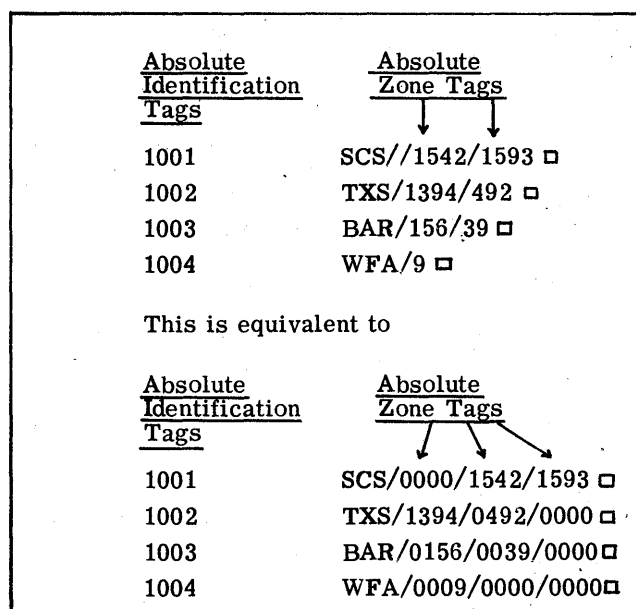 Absolute Identification Tags
Absolute Zone Tags
1001 SCS//1542/1593 □
1002 TXS/1394/492 □
1003 BAR/156/39 □
1004 WFA/9 □
This is equivalent to
Absolute Identification Tags
Absolute Zone Tags
1001 SCS/0000/1542/1593 □
1002 TXS/1394/0492/0000 □
1003 BAR/0156/0039/0000□
1004 WFA/0009/0000/0000□